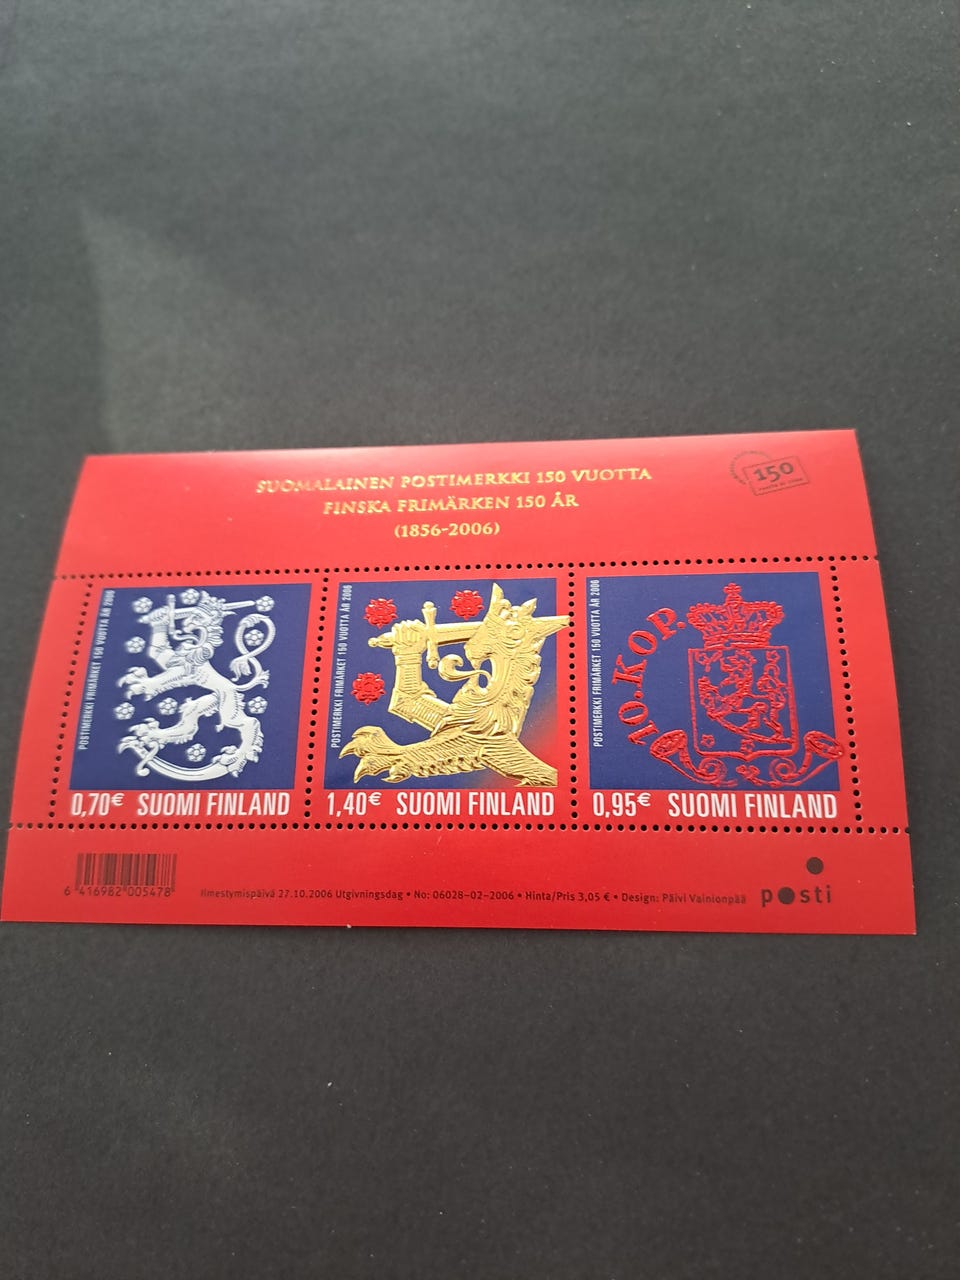 SUOMALAINEN POSTIMERKKI 150 VUOTTA
FINSKA FRIMÄRKEN 150 ÅR
(1856-2006)
150
POSTIMERKKI FRIMÄRKET 150 VUOTTA ÅR 2006
0,70€ SUOMI FINLAND
POSTIMERKKI FRIMÄRKET 150 VUOTTA ÅR 2006
1,40€ SUOMI FINLAND
POSTIMERKKI FRIMÄRKET 150 VUOTTA ÅR 2006
10.KOP.
0,95€ SUOMI FINLAND
6 416982 005478
Ilmestymispäivä 27.10.2006 Utgivningsdag • No: 06028-02-2006 • Hinta/Pris 3,05 € • Design: Päivi Vainionpää
posti